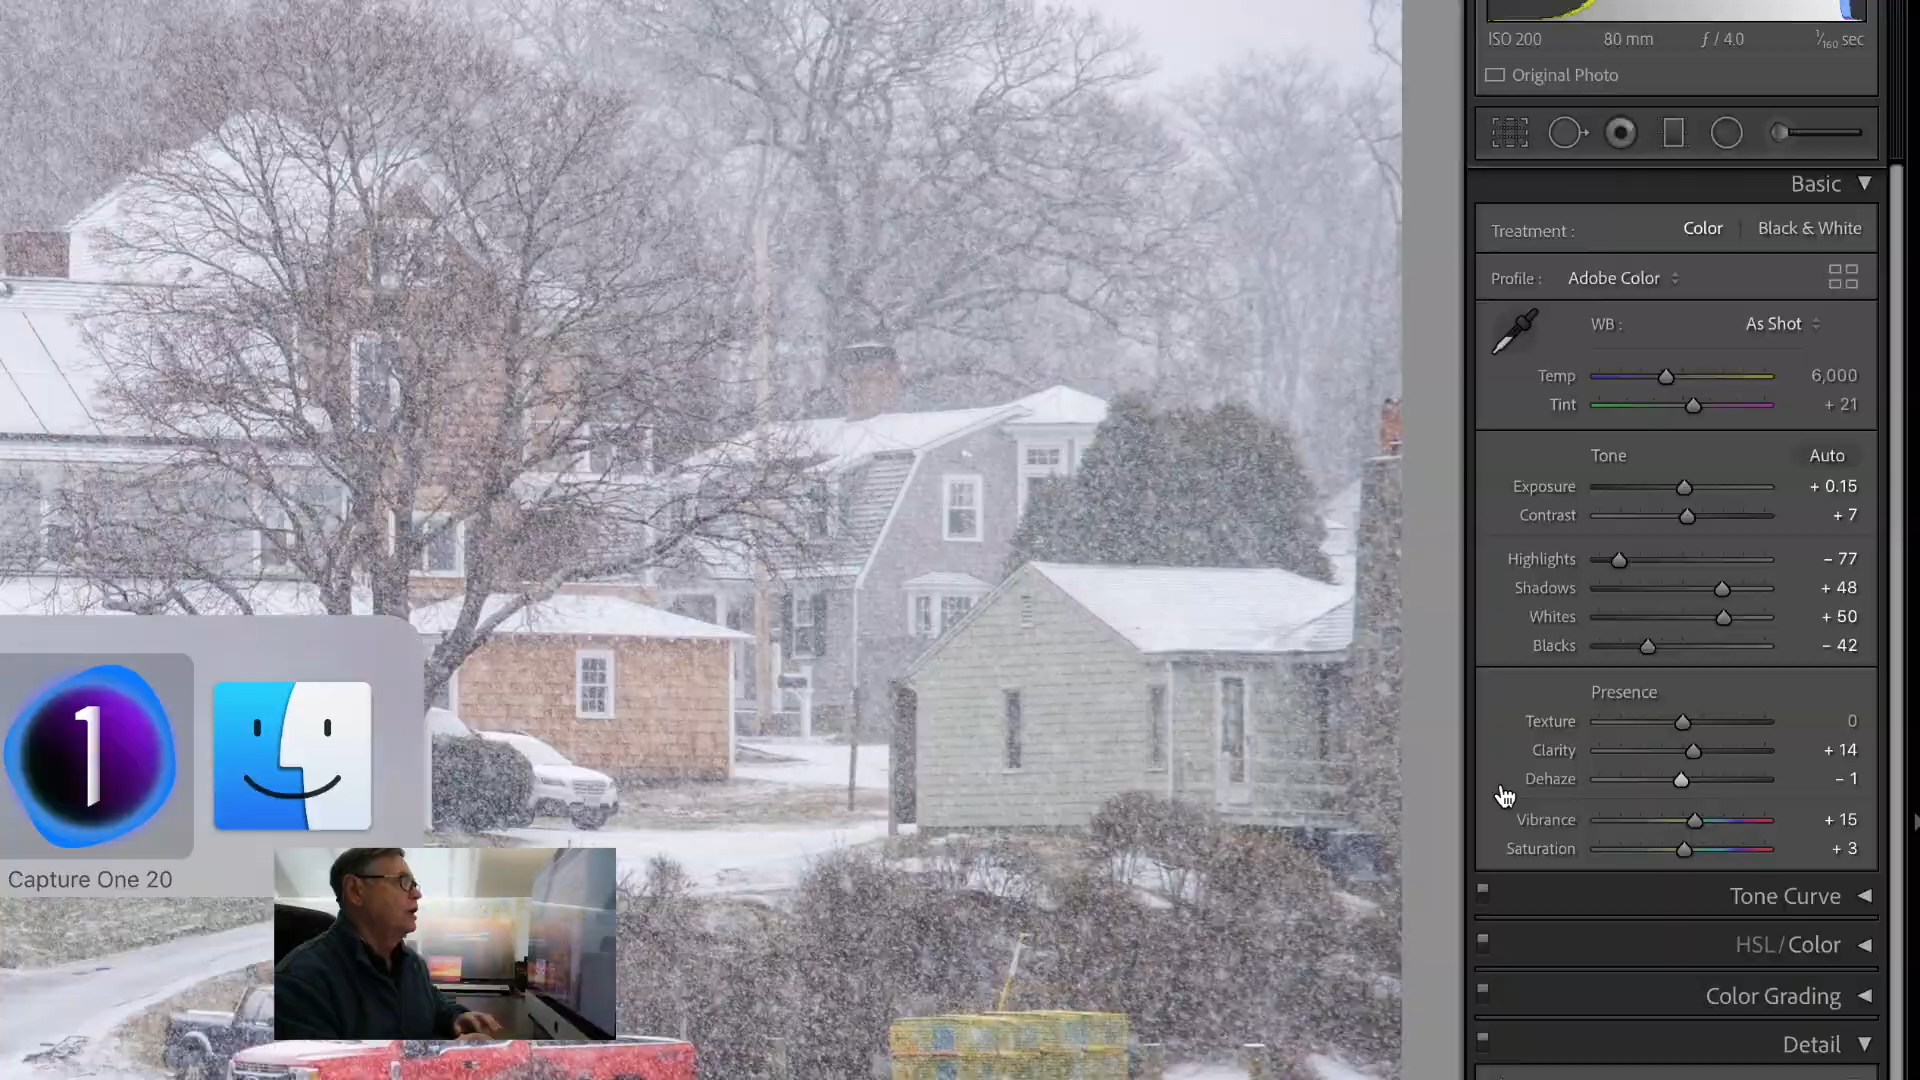 ISO 200 80 mm ƒ / 4.0 1/160 sec
Original Photo
Basic
Treatment : Color Black & White
Profile : Adobe Color
WB : As Shot
Temp 6,000
Tint + 21
Tone Auto
Exposure + 0.15
Contrast + 7
Highlights – 77
Shadows + 48
Whites + 50
Blacks – 42
Presence
Texture 0
Clarity + 14
Dehaze – 1
Vibrance + 15
Saturation + 3
1
Capture One 20
Tone Curve
HSL / Color
Color Grading
Detail